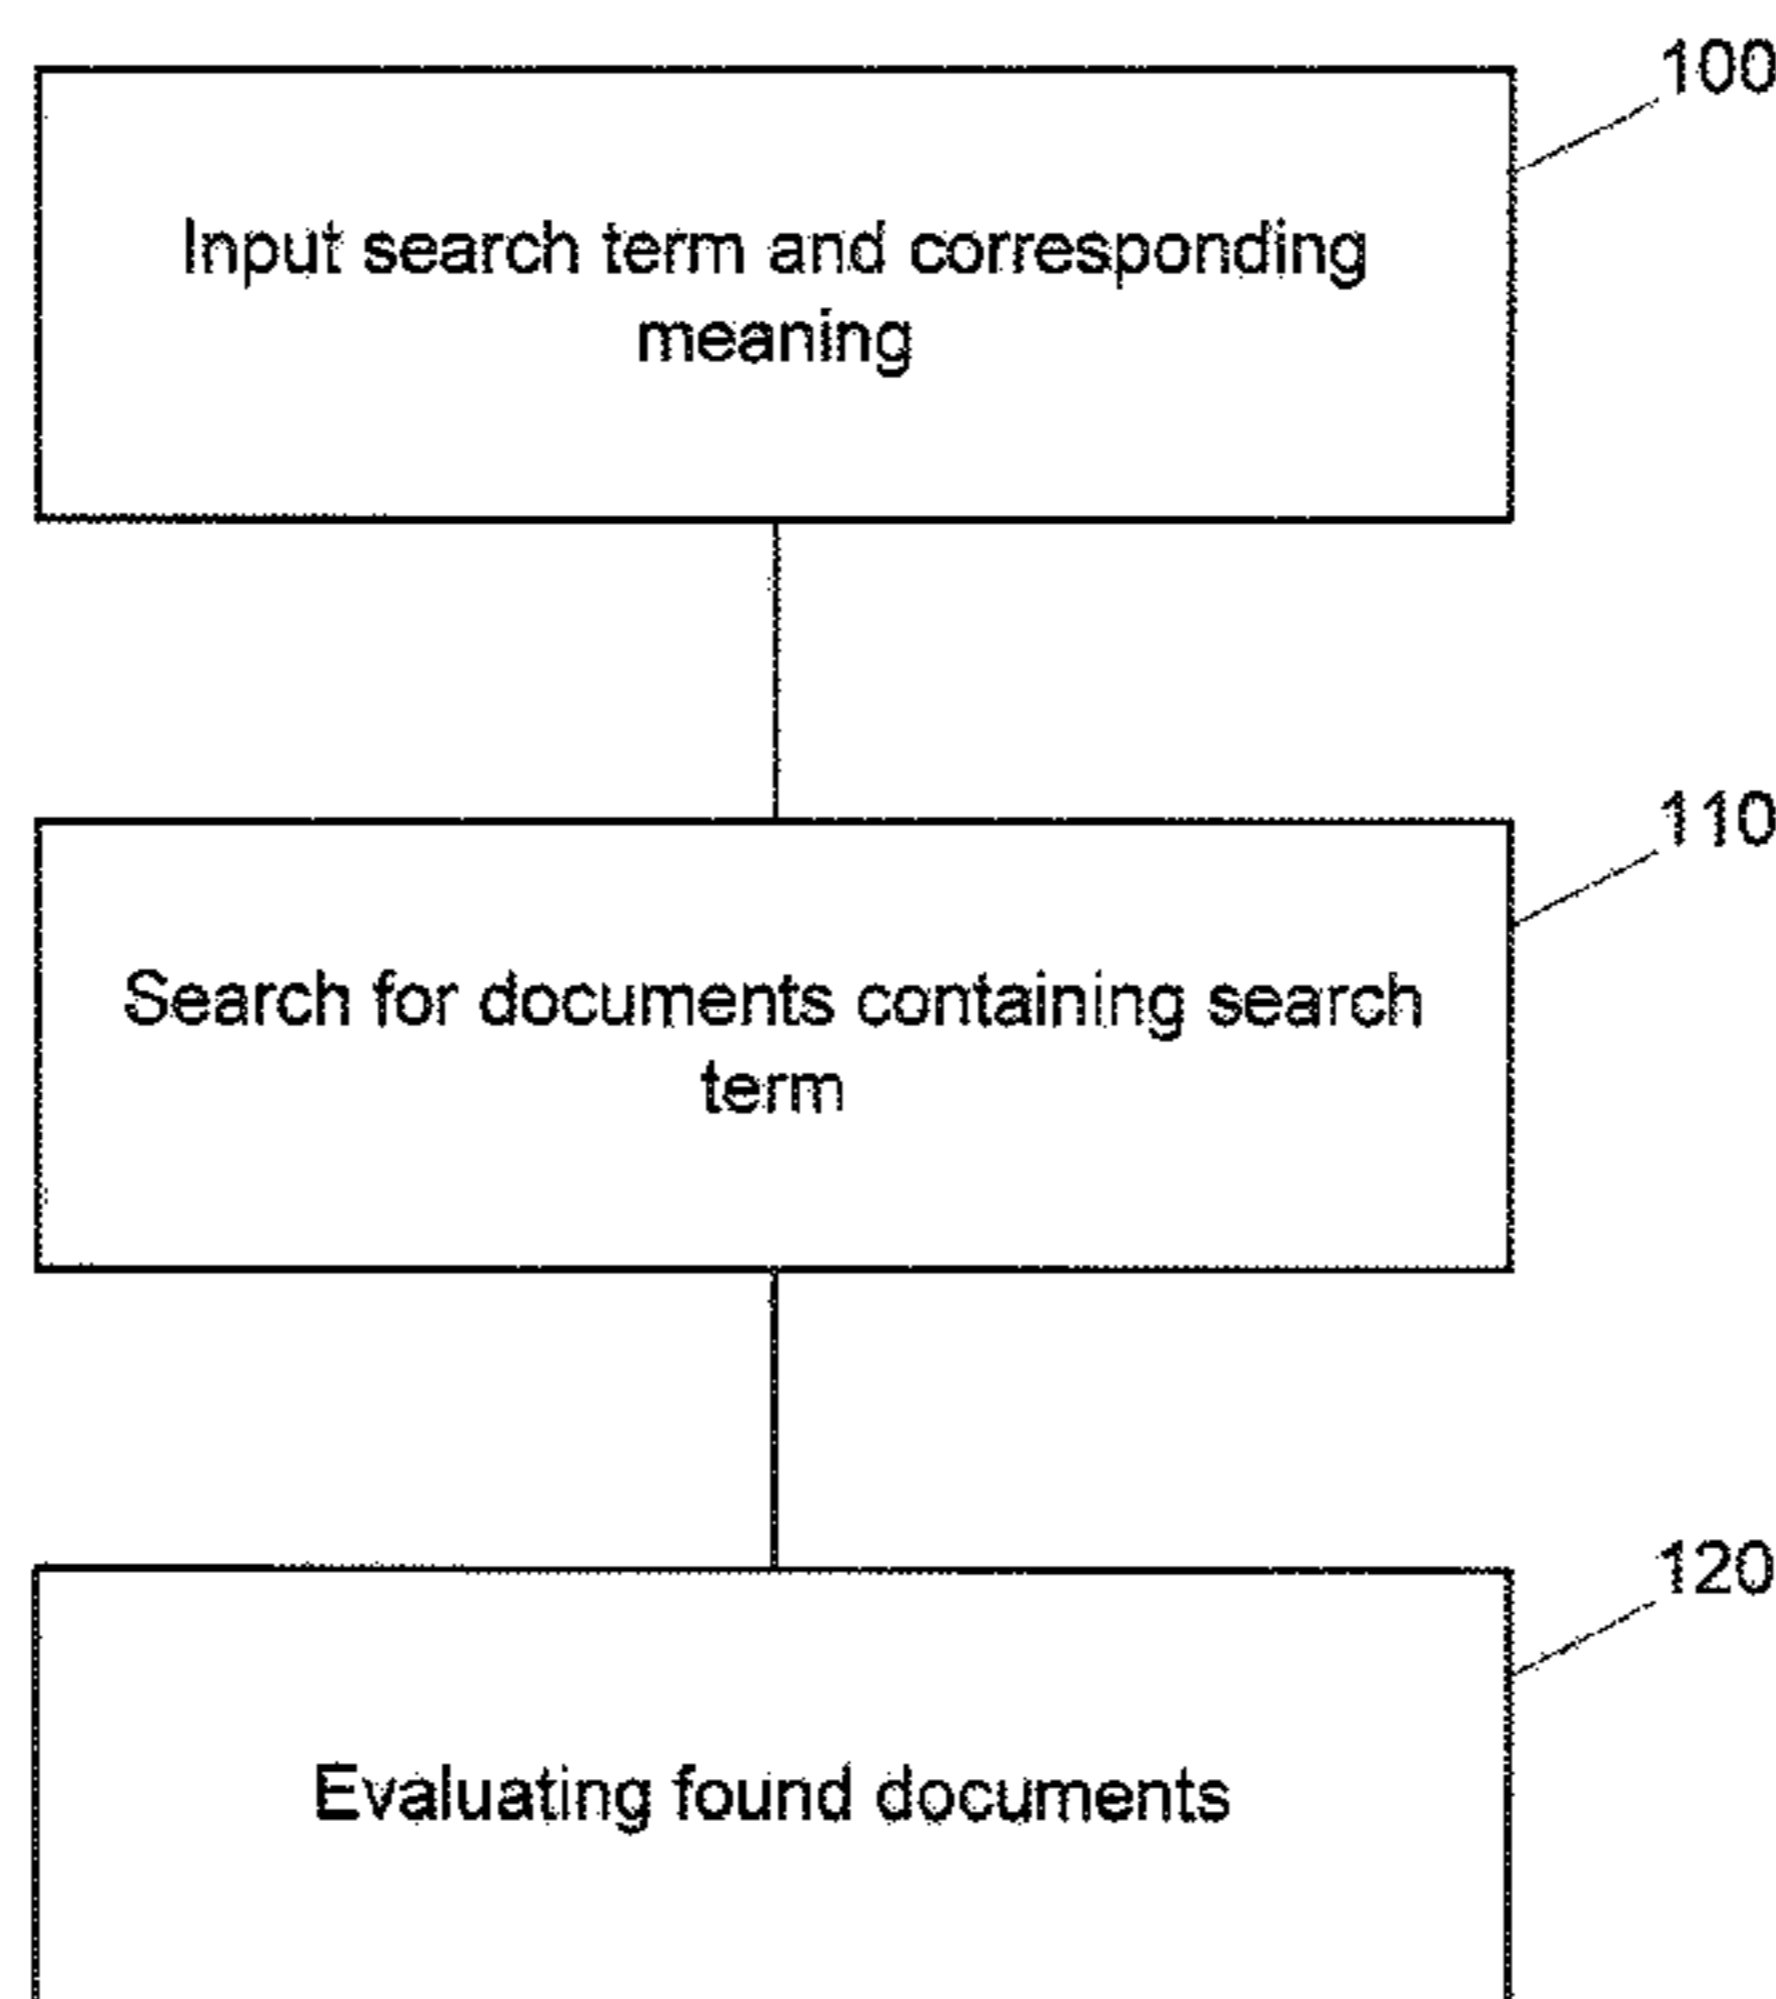 100
Input search term and corresponding
meaning
110
Search for documents containing search
term
120
Evaluating found documents